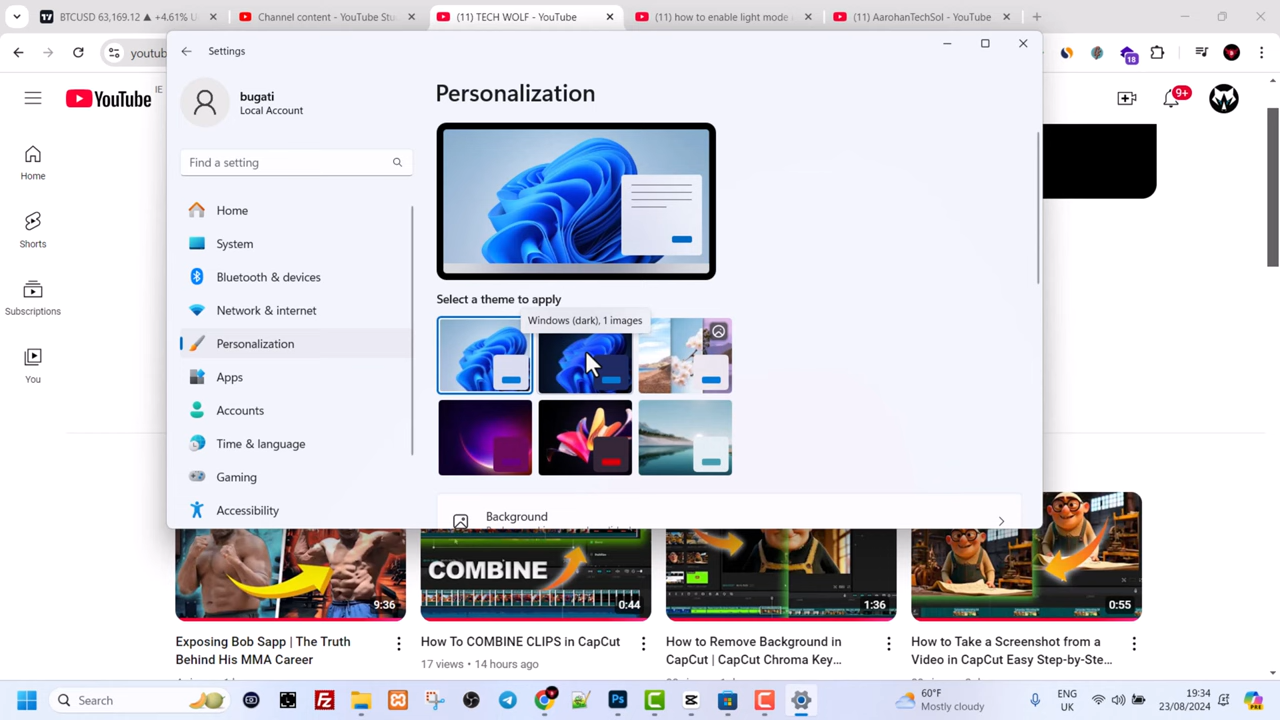 BTCUSD 63,169.12 ▲ +4.61% U
Channel content - YouTube Stu
(11) TECH WOLF - YouTube
(11) how to enable light mode
(11) AarohanTechSol - YouTube
youtub
18
YouTube IE
9+
Home
Shorts
Subscriptions
You
Settings
bugati
Local Account
Find a setting
Home
System
Bluetooth & devices
Network & internet
Personalization
Apps
Accounts
Time & language
Gaming
Accessibility
Personalization
Select a theme to apply
Windows (dark), 1 images
Background
9:36
COMBINE
0:44
1:36
0:55
Exposing Bob Sapp | The Truth
Behind His MMA Career
How To COMBINE CLIPS in CapCut
17 views • 14 hours ago
How to Remove Background in
CapCut | CapCut Chroma Key...
How to Take a Screenshot from a
Video in CapCut Easy Step-by-Ste...
Search
60°F
Mostly cloudy
ENG
UK
19:34
23/08/2024